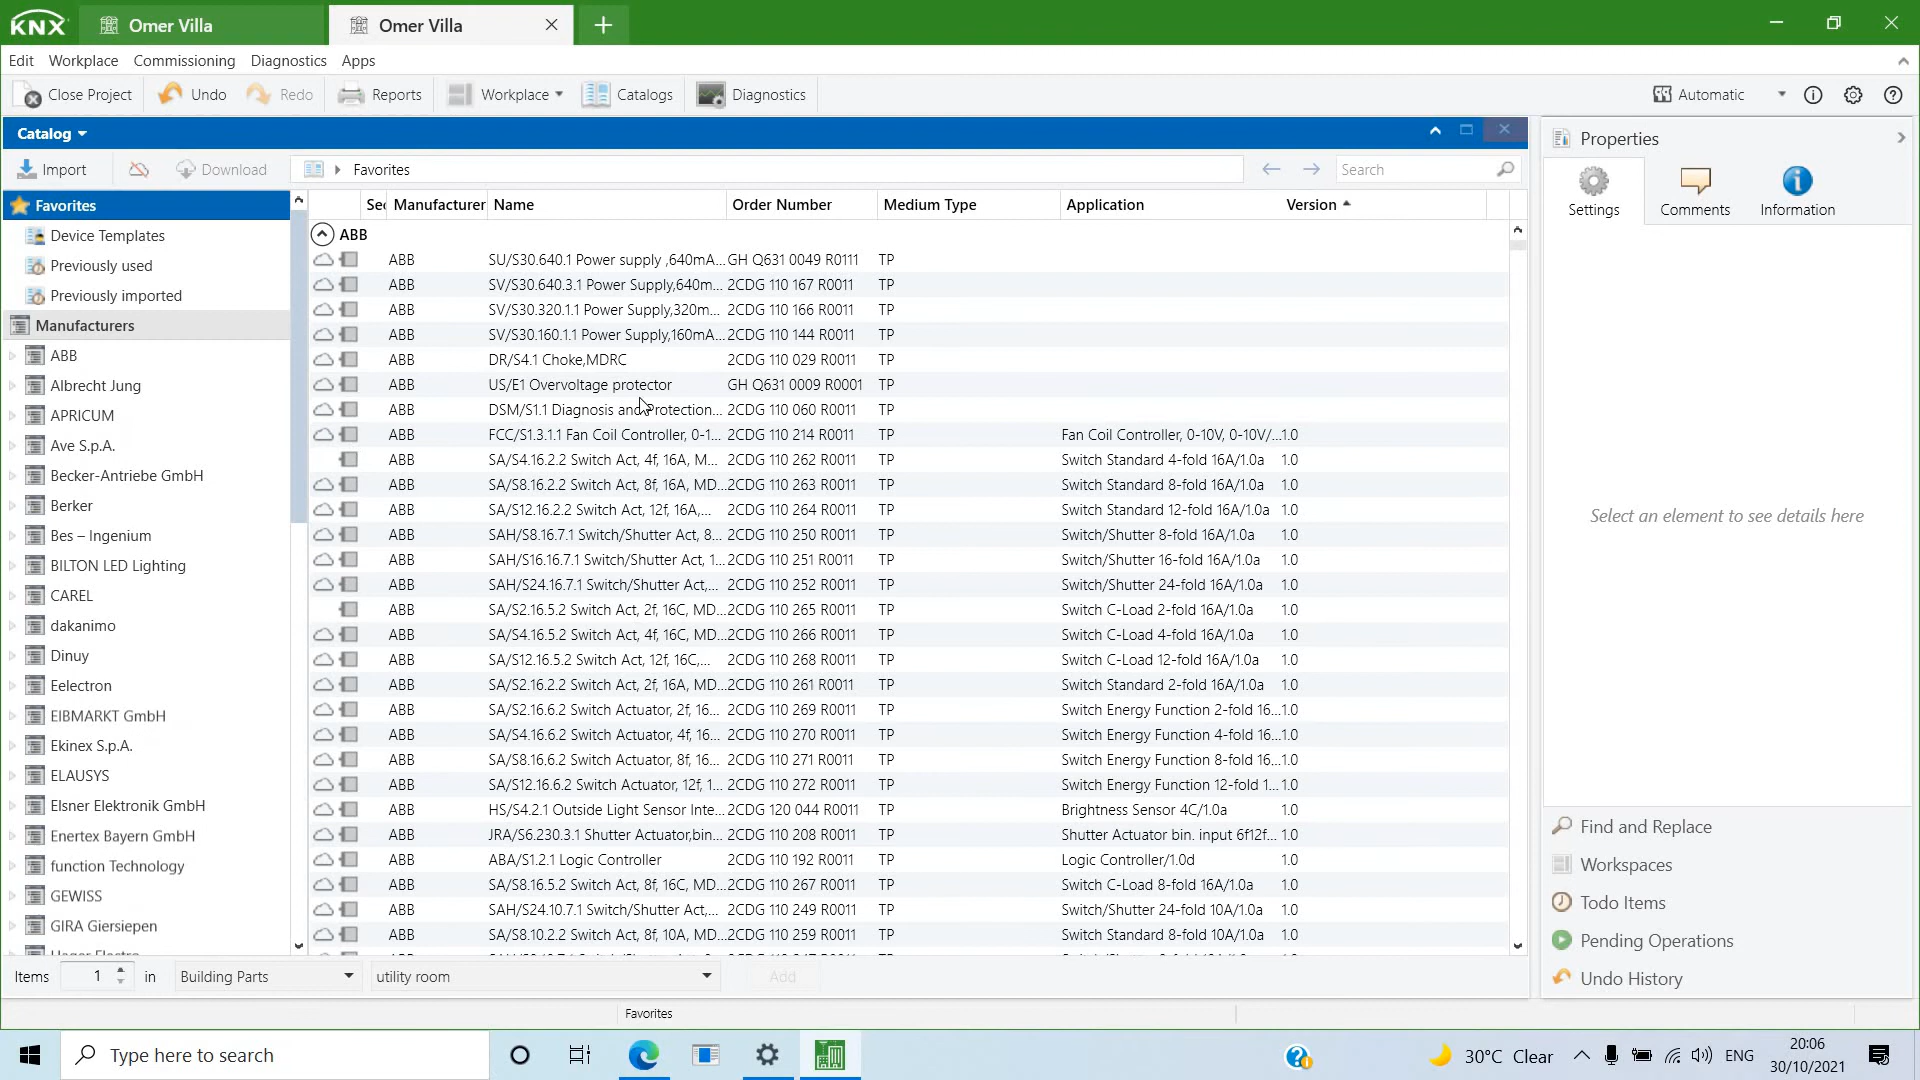 KNX Omer Villa Omer Villa
Edit Workplace Commissioning Diagnostics Apps
Close Project Undo Redo Reports Workplace Catalogs Diagnostics Automatic
Catalog
Import Download Favorites Search
Properties
Settings Comments Information
Select an element to see details here
Find and Replace
Workspaces
Todo Items
Pending Operations
Undo History
Favorites
Device Templates
Previously used
Previously imported
Manufacturers
ABB
Albrecht Jung
APRICUM
Ave S.p.A.
Becker-Antriebe GmbH
Berker
Bes – Ingenium
BILTON LED Lighting
CAREL
dakanimo
Dinuy
Eelectron
EIBMARKT GmbH
Ekinex S.p.A.
ELAUSYS
Elsner Elektronik GmbH
Enertex Bayern GmbH
function Technology
GEWISS
GIRA Giersiepen
Sec Manufacturer Name Order Number Medium Type Application Version
ABB
ABB SU/S30.640.1 Power supply ,640mA... GH Q631 0049 R0111 TP
ABB SV/S30.640.3.1 Power Supply,640m... 2CDG 110 167 R0011 TP
ABB SV/S30.320.1.1 Power Supply,320m... 2CDG 110 166 R0011 TP
ABB SV/S30.160.1.1 Power Supply,160mA... 2CDG 110 144 R0011 TP
ABB DR/S4.1 Choke,MDRC 2CDG 110 029 R0011 TP
ABB US/E1 Overvoltage protector GH Q631 0009 R0001 TP
ABB DSM/S1.1 Diagnosis and Protection... 2CDG 110 060 R0011 TP
ABB FCC/S1.3.1.1 Fan Coil Controller, 0-1... 2CDG 110 214 R0011 TP Fan Coil Controller, 0-10V, 0-10V/... 1.0
ABB SA/S4.16.2.2 Switch Act, 4f, 16A, M... 2CDG 110 262 R0011 TP Switch Standard 4-fold 16A/1.0a 1.0
ABB SA/S8.16.2.2 Switch Act, 8f, 16A, MD... 2CDG 110 263 R0011 TP Switch Standard 8-fold 16A/1.0a 1.0
ABB SA/S12.16.2.2 Switch Act, 12f, 16A,... 2CDG 110 264 R0011 TP Switch Standard 12-fold 16A/1.0a 1.0
ABB SAH/S8.16.7.1 Switch/Shutter Act, 8... 2CDG 110 250 R0011 TP Switch/Shutter 8-fold 16A/1.0a 1.0
ABB SAH/S16.16.7.1 Switch/Shutter Act, 1... 2CDG 110 251 R0011 TP Switch/Shutter 16-fold 16A/1.0a 1.0
ABB SAH/S24.16.7.1 Switch/Shutter Act,... 2CDG 110 252 R0011 TP Switch/Shutter 24-fold 16A/1.0a 1.0
ABB SA/S2.16.5.2 Switch Act, 2f, 16C, MD... 2CDG 110 265 R0011 TP Switch C-Load 2-fold 16A/1.0a 1.0
ABB SA/S4.16.5.2 Switch Act, 4f, 16C, MD... 2CDG 110 266 R0011 TP Switch C-Load 4-fold 16A/1.0a 1.0
ABB SA/S12.16.5.2 Switch Act, 12f, 16C,... 2CDG 110 268 R0011 TP Switch C-Load 12-fold 16A/1.0a 1.0
ABB SA/S2.16.2.2 Switch Act, 2f, 16A, MD... 2CDG 110 261 R0011 TP Switch Standard 2-fold 16A/1.0a 1.0
ABB SA/S2.16.6.2 Switch Actuator, 2f, 16... 2CDG 110 269 R0011 TP Switch Energy Function 2-fold 16... 1.0
ABB SA/S4.16.6.2 Switch Actuator, 4f, 16... 2CDG 110 270 R0011 TP Switch Energy Function 4-fold 16... 1.0
ABB SA/S8.16.6.2 Switch Actuator, 8f, 16... 2CDG 110 271 R0011 TP Switch Energy Function 8-fold 16... 1.0
ABB SA/S12.16.6.2 Switch Actuator, 12f, 1... 2CDG 110 272 R0011 TP Switch Energy Function 12-fold 1... 1.0
ABB HS/S4.2.1 Outside Light Sensor Inte... 2CDG 120 044 R0011 TP Brightness Sensor 4C/1.0a 1.0
ABB JRA/S6.230.3.1 Shutter Actuator,bin... 2CDG 110 208 R0011 TP Shutter Actuator bin. input 6f12f... 1.0
ABB ABA/S1.2.1 Logic Controller 2CDG 110 192 R0011 TP Logic Controller/1.0d 1.0
ABB SA/S8.16.5.2 Switch Act, 8f, 16C, MD... 2CDG 110 267 R0011 TP Switch C-Load 8-fold 16A/1.0a 1.0
ABB SAH/S24.10.7.1 Switch/Shutter Act,... 2CDG 110 249 R0011 TP Switch/Shutter 24-fold 10A/1.0a 1.0
ABB SA/S8.10.2.2 Switch Act, 8f, 10A, MD... 2CDG 110 259 R0011 TP Switch Standard 8-fold 10A/1.0a 1.0
Items 1 in Building Parts utility room Add
Favorites
Type here to search 30°C Clear ENG 20:06
30/10/2021